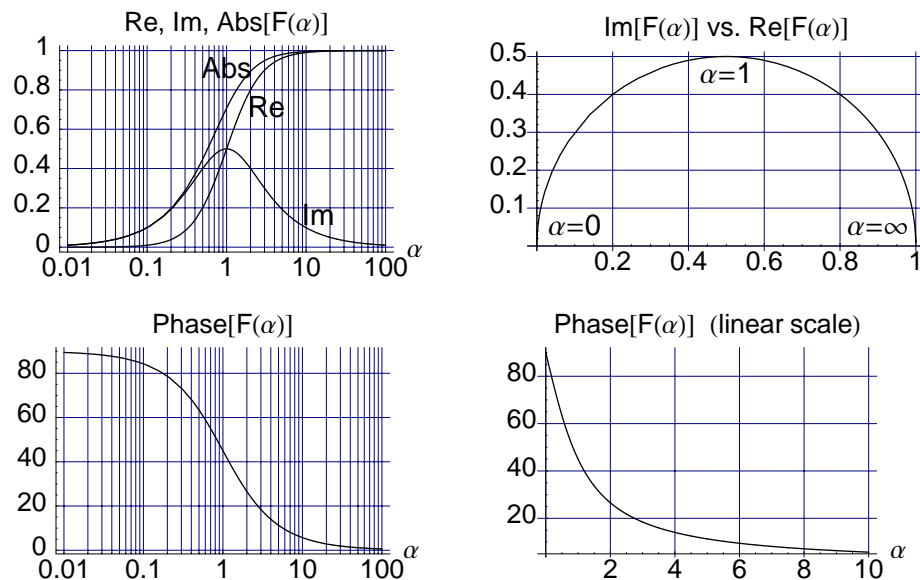 Re, Im, Abs[F(α)]
1
0.8
0.6
0.4
0.2
0
Abs
Re
Im
0.01 0.1 1 10 100 α
Im[F(α)] vs. Re[F(α)]
0.5
0.4
0.3
0.2
0.1
α=1
α=0 α=∞
0.2 0.4 0.6 0.8 1
Phase[F(α)]
80
60
40
20
0
0.01 0.1 1 10 100 α
Phase[F(α)] (linear scale)
80
60
40
20
2 4 6 8 10 α